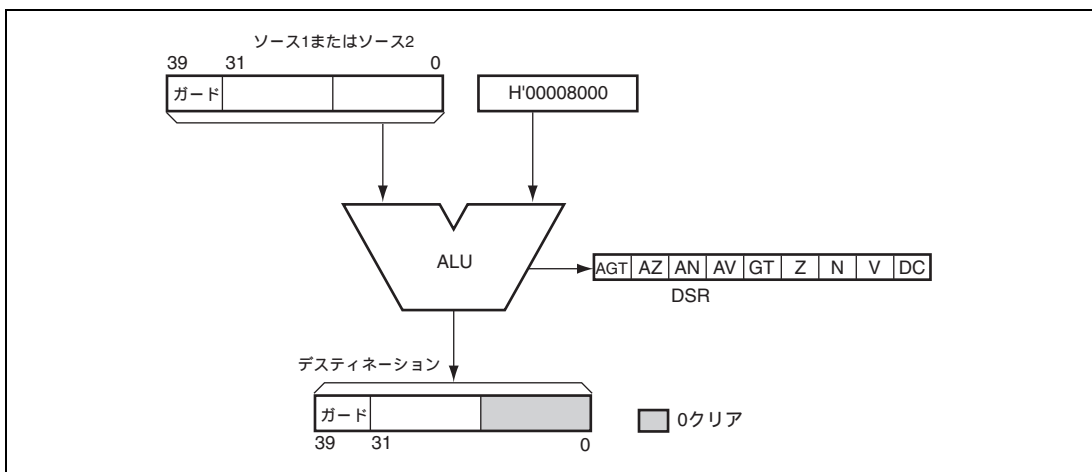 ソース1またはソース2
39 31 0
ガード
H'00008000
ALU
AGT AZ AN AV GT Z N V DC
DSR
デスティネーション
ガード
0クリア
39 31 0